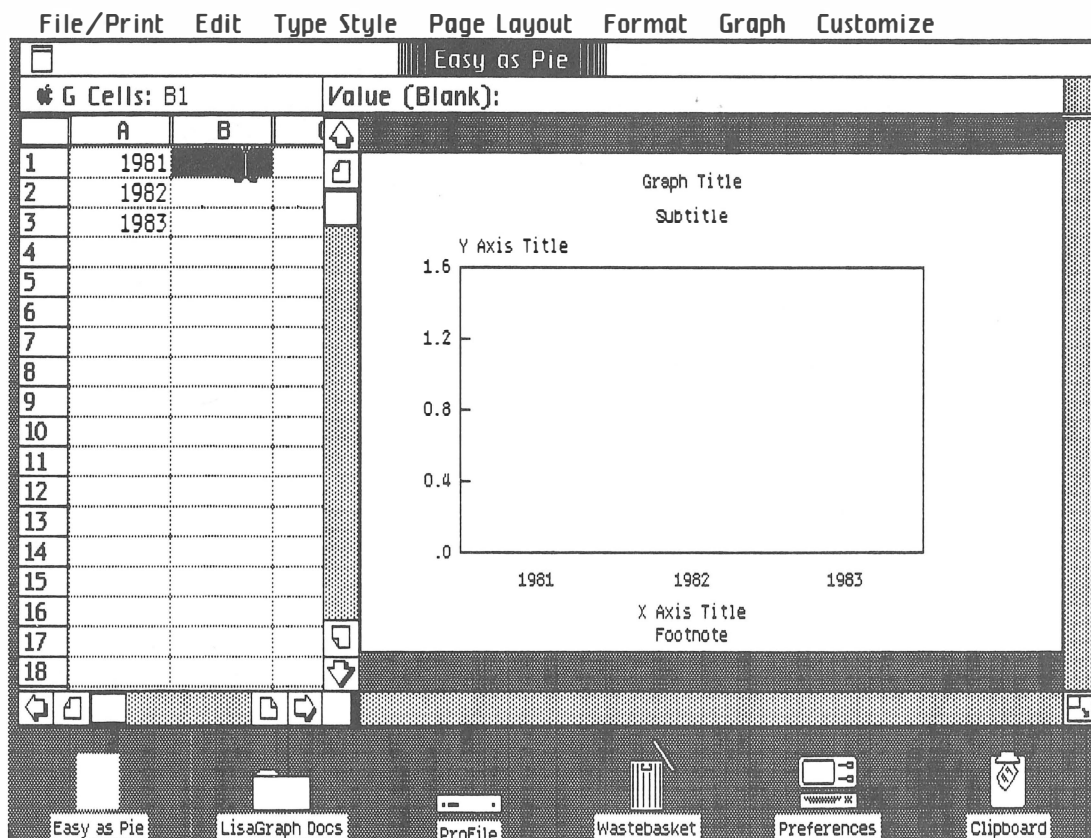 File/Print Edit Type Style Page Layout Format Graph Customize
Easy as Pie
G Cells: B1 Value (Blank):
A B
1 1981
2 1982
3 1983
4
5
6
7
8
9
10
11
12
13
14
15
16
17
18
Graph Title
Subtitle
Y Axis Title
1.6
1.2
0.8
0.4
.0
1981 1982 1983
X Axis Title
Footnote
Easy as Pie LisaGraph Docs ProFile Wastebasket Preferences Clipboard